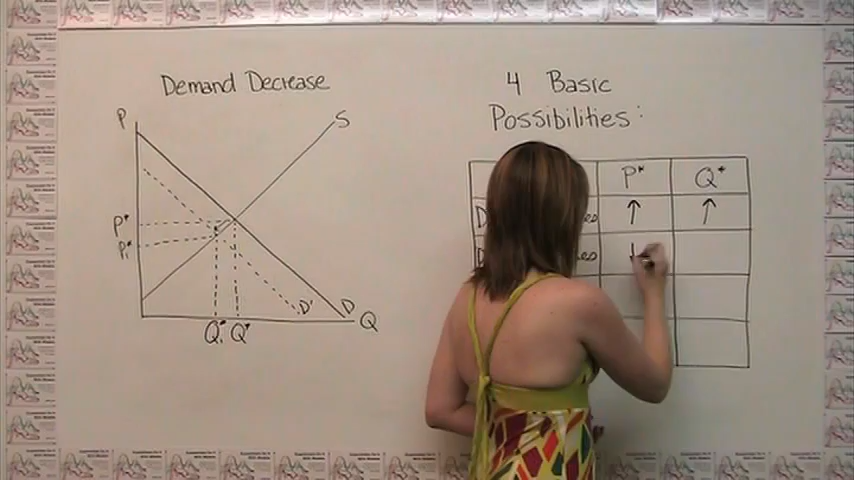 Demand Decrease
P
S
P*
P₁*
D'
D
Q₁*
Q*
Q
4 Basic
Possibilities:
P*
Q*
D
↑
↑
D